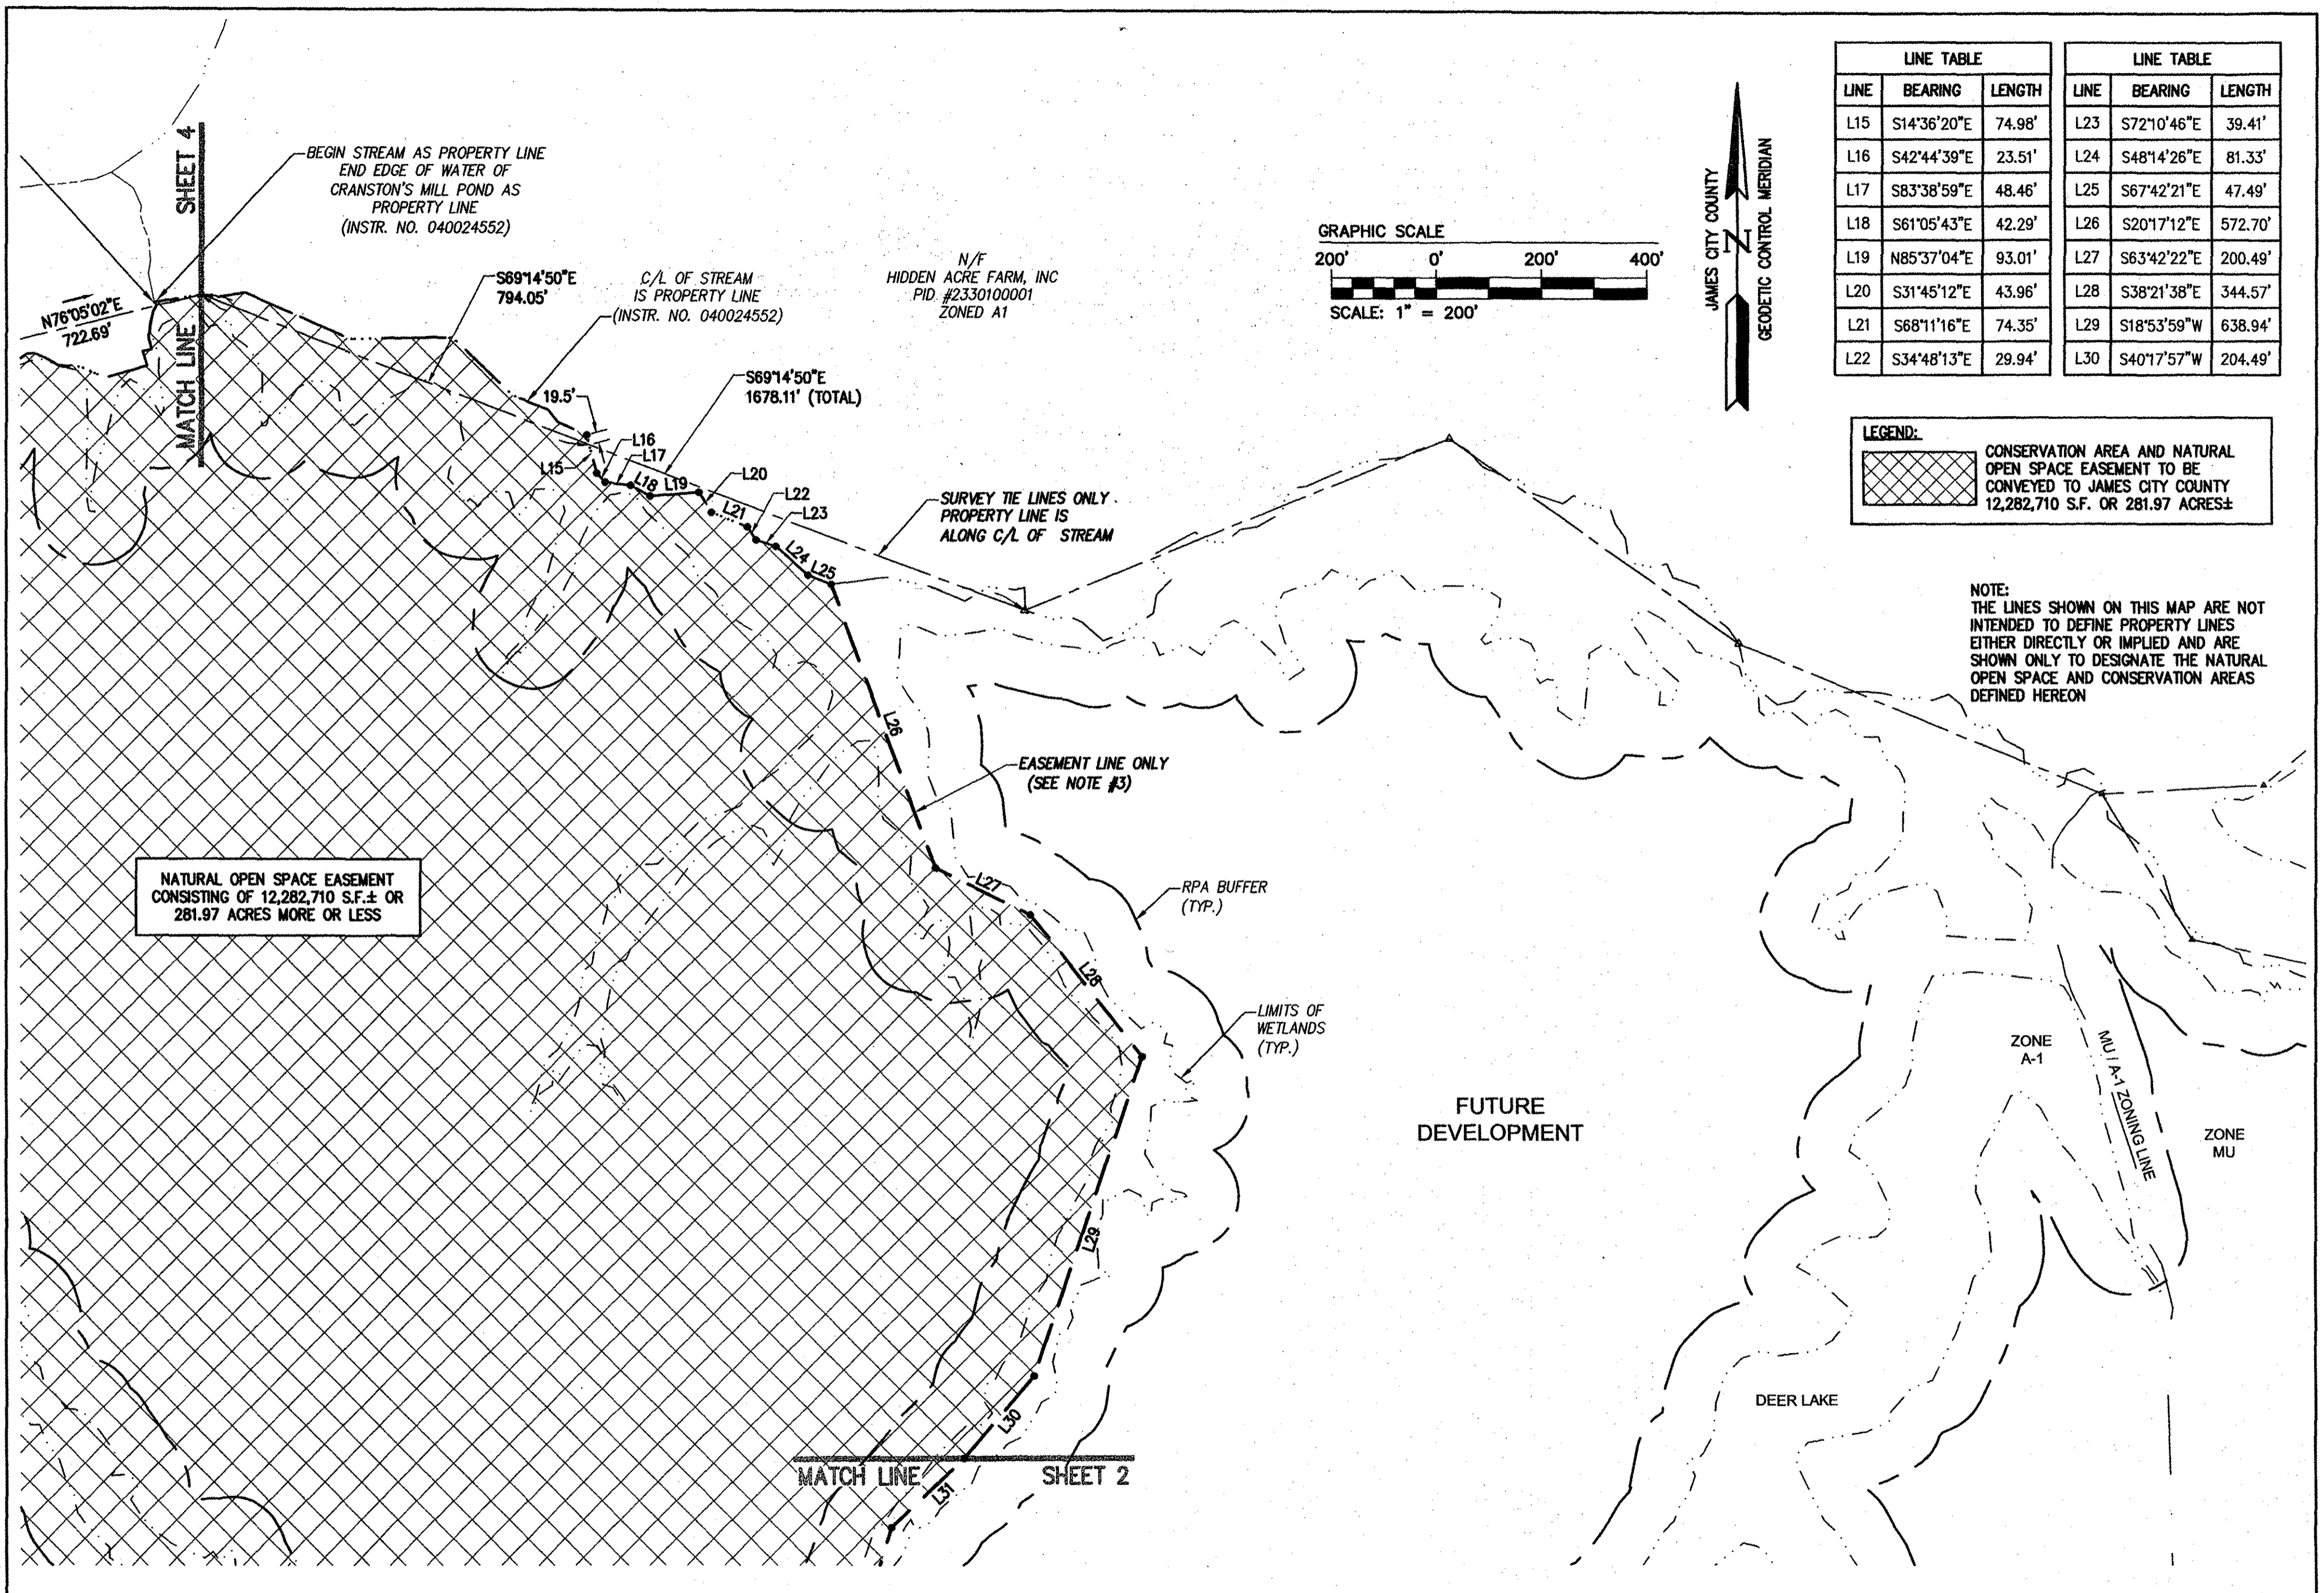 LINE TABLE
LINE BEARING LENGTH
L15 S14°36'20"E 74.98'
L16 S42°44'39"E 23.51'
L17 S83°38'59"E 48.46'
L18 S61°05'43"E 42.29'
L19 N85°37'04"E 93.01'
L20 S31°45'12"E 43.96'
L21 S68°11'16"E 74.35'
L22 S34°48'13"E 29.94'
LINE TABLE
LINE BEARING LENGTH
L23 S72°10'46"E 39.41'
L24 S48°14'26"E 81.33'
L25 S67°42'21"E 47.49'
L26 S20°17'12"E 572.70'
L27 S63°42'22"E 200.49'
L28 S38°21'38"E 344.57'
L29 S18°53'59"W 638.94'
L30 S40°17'57"W 204.49'
MATCH LINE SHEET 4
BEGIN STREAM AS PROPERTY LINE
END EDGE OF WATER OF
CRANSTON'S MILL POND AS
PROPERTY LINE
(INSTR. NO. 040024552)
N76°05'02"E
722.69'
S69°14'50"E
794.05'
C/L OF STREAM
IS PROPERTY LINE
(INSTR. NO. 040024552)
N/F
HIDDEN ACRE FARM, INC
PID #2330100001
ZONED A1
GRAPHIC SCALE
200' 0' 200' 400'
SCALE: 1" = 200'
JAMES CITY COUNTY
N
GEODETIC CONTROL MERIDIAN
19.5'
S69°14'50"E
1678.11' (TOTAL)
L15
L16
L17
L18
L19
L20
L21
L22
L23
L24
L25
SURVEY TIE LINES ONLY.
PROPERTY LINE IS
ALONG C/L OF STREAM
LEGEND:
CONSERVATION AREA AND NATURAL
OPEN SPACE EASEMENT TO BE
CONVEYED TO JAMES CITY COUNTY
12,282,710 S.F. OR 281.97 ACRES±
NOTE:
THE LINES SHOWN ON THIS MAP ARE NOT
INTENDED TO DEFINE PROPERTY LINES
EITHER DIRECTLY OR IMPLIED AND ARE
SHOWN ONLY TO DESIGNATE THE NATURAL
OPEN SPACE AND CONSERVATION AREAS
DEFINED HEREON
L26
EASEMENT LINE ONLY
(SEE NOTE #3)
NATURAL OPEN SPACE EASEMENT
CONSISTING OF 12,282,710 S.F.± OR
281.97 ACRES MORE OR LESS
L27
RPA BUFFER
(TYP.)
L28
LIMITS OF
WETLANDS
(TYP.)
FUTURE
DEVELOPMENT
ZONE
A-1
MU / A-1 ZONING LINE
ZONE
MU
L29
DEER LAKE
L30
MATCH LINE SHEET 2
L31